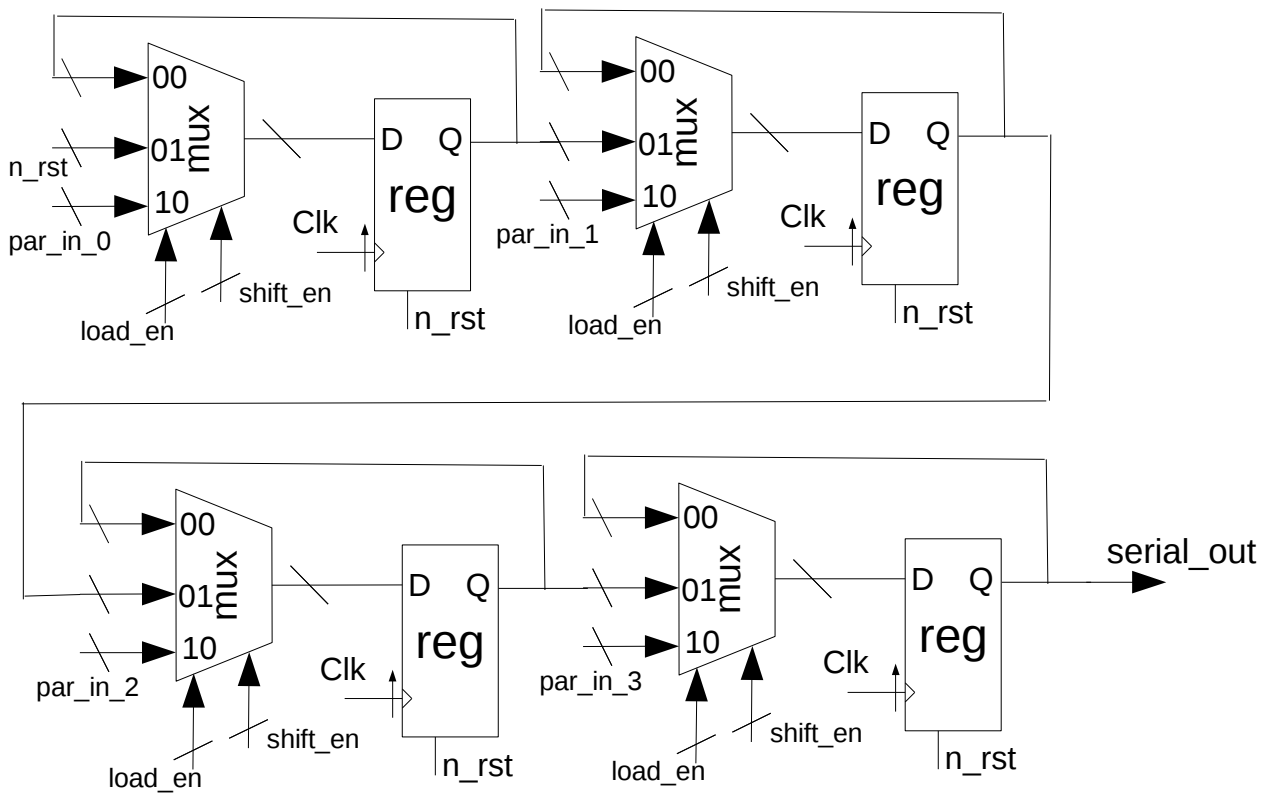 00
01
10
mux
n_rst
par_in_0
load_en
shift_en
D Q
reg
Clk
n_rst
00
01
10
mux
par_in_1
load_en
shift_en
D Q
reg
Clk
n_rst
00
01
10
mux
par_in_2
load_en
shift_en
D Q
reg
Clk
n_rst
00
01
10
mux
par_in_3
load_en
shift_en
D Q
reg
Clk
n_rst
serial_out